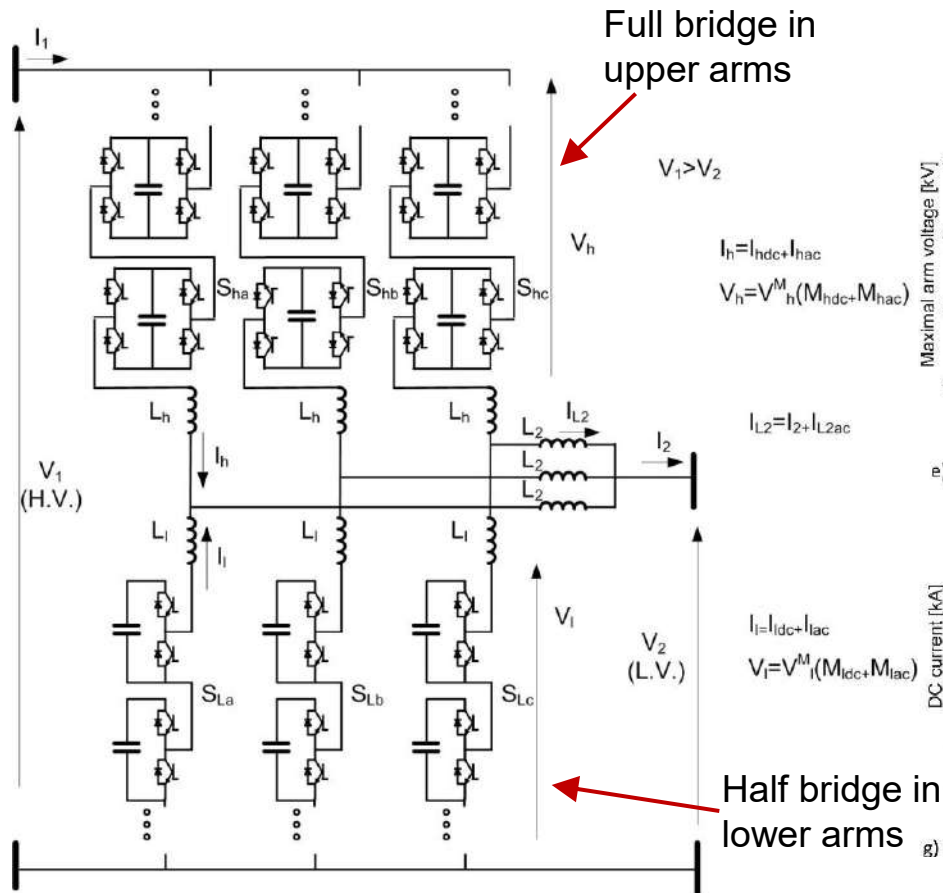 Full bridge in
upper arms
I1
V1>V2
Vh
Ih=Ihdc+Ihac
Vh=V^M_h(Mhdc+Mhac)
Maximal arm voltage [kV]
Sha
Shb
Shc
Lh
Lh
Lh
IL2
L2
L2
L2
I2
IL2=I2+IL2ac
e)
Ih
V1
(H.V.)
Ll
Ll
Ll
Il
Vl
V2
(L.V.)
Il=Ildc+Ilac
Vl=V^M_l(Mldc+Mlac)
DC current [kA]
SLa
SLb
SLc
Half bridge in
lower arms
g)